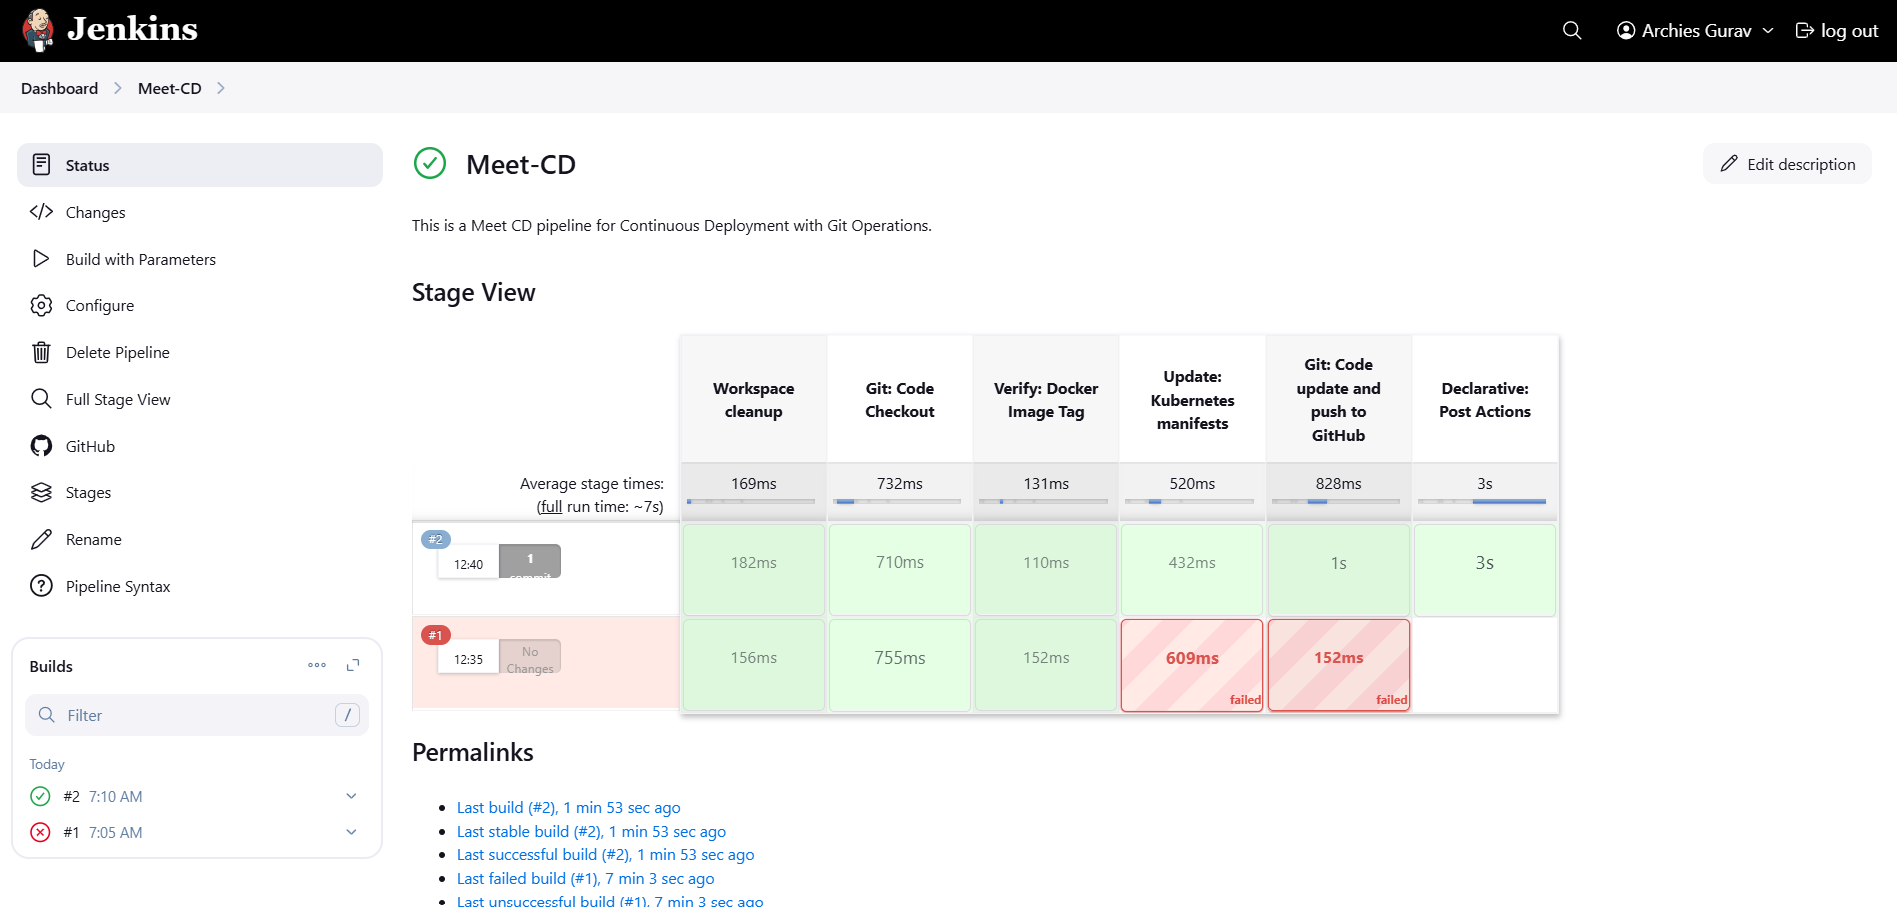 Jenkins
Archies Gurav
log out
Dashboard
Meet-CD
Status
Changes
Build with Parameters
Configure
Delete Pipeline
Full Stage View
GitHub
Stages
Rename
Pipeline Syntax
Builds
Filter
/
Today
#2 7:10 AM
#1 7:05 AM
Meet-CD
Edit description
This is a Meet CD pipeline for Continuous Deployment with Git Operations.
Stage View
Workspace
cleanup
Git: Code
Checkout
Verify: Docker
Image Tag
Update:
Kubernetes
manifests
Git: Code
update and
push to
GitHub
Declarative:
Post Actions
Average stage times:
(full run time: ~7s)
169ms
732ms
131ms
520ms
828ms
3s
#2
12:40
1
commit
182ms
710ms
110ms
432ms
1s
3s
#1
12:35
No
Changes
156ms
755ms
152ms
609ms
failed
152ms
failed
Permalinks
Last build (#2), 1 min 53 sec ago
Last stable build (#2), 1 min 53 sec ago
Last successful build (#2), 1 min 53 sec ago
Last failed build (#1), 7 min 3 sec ago
Last unsuccessful build (#1), 7 min 3 sec ago